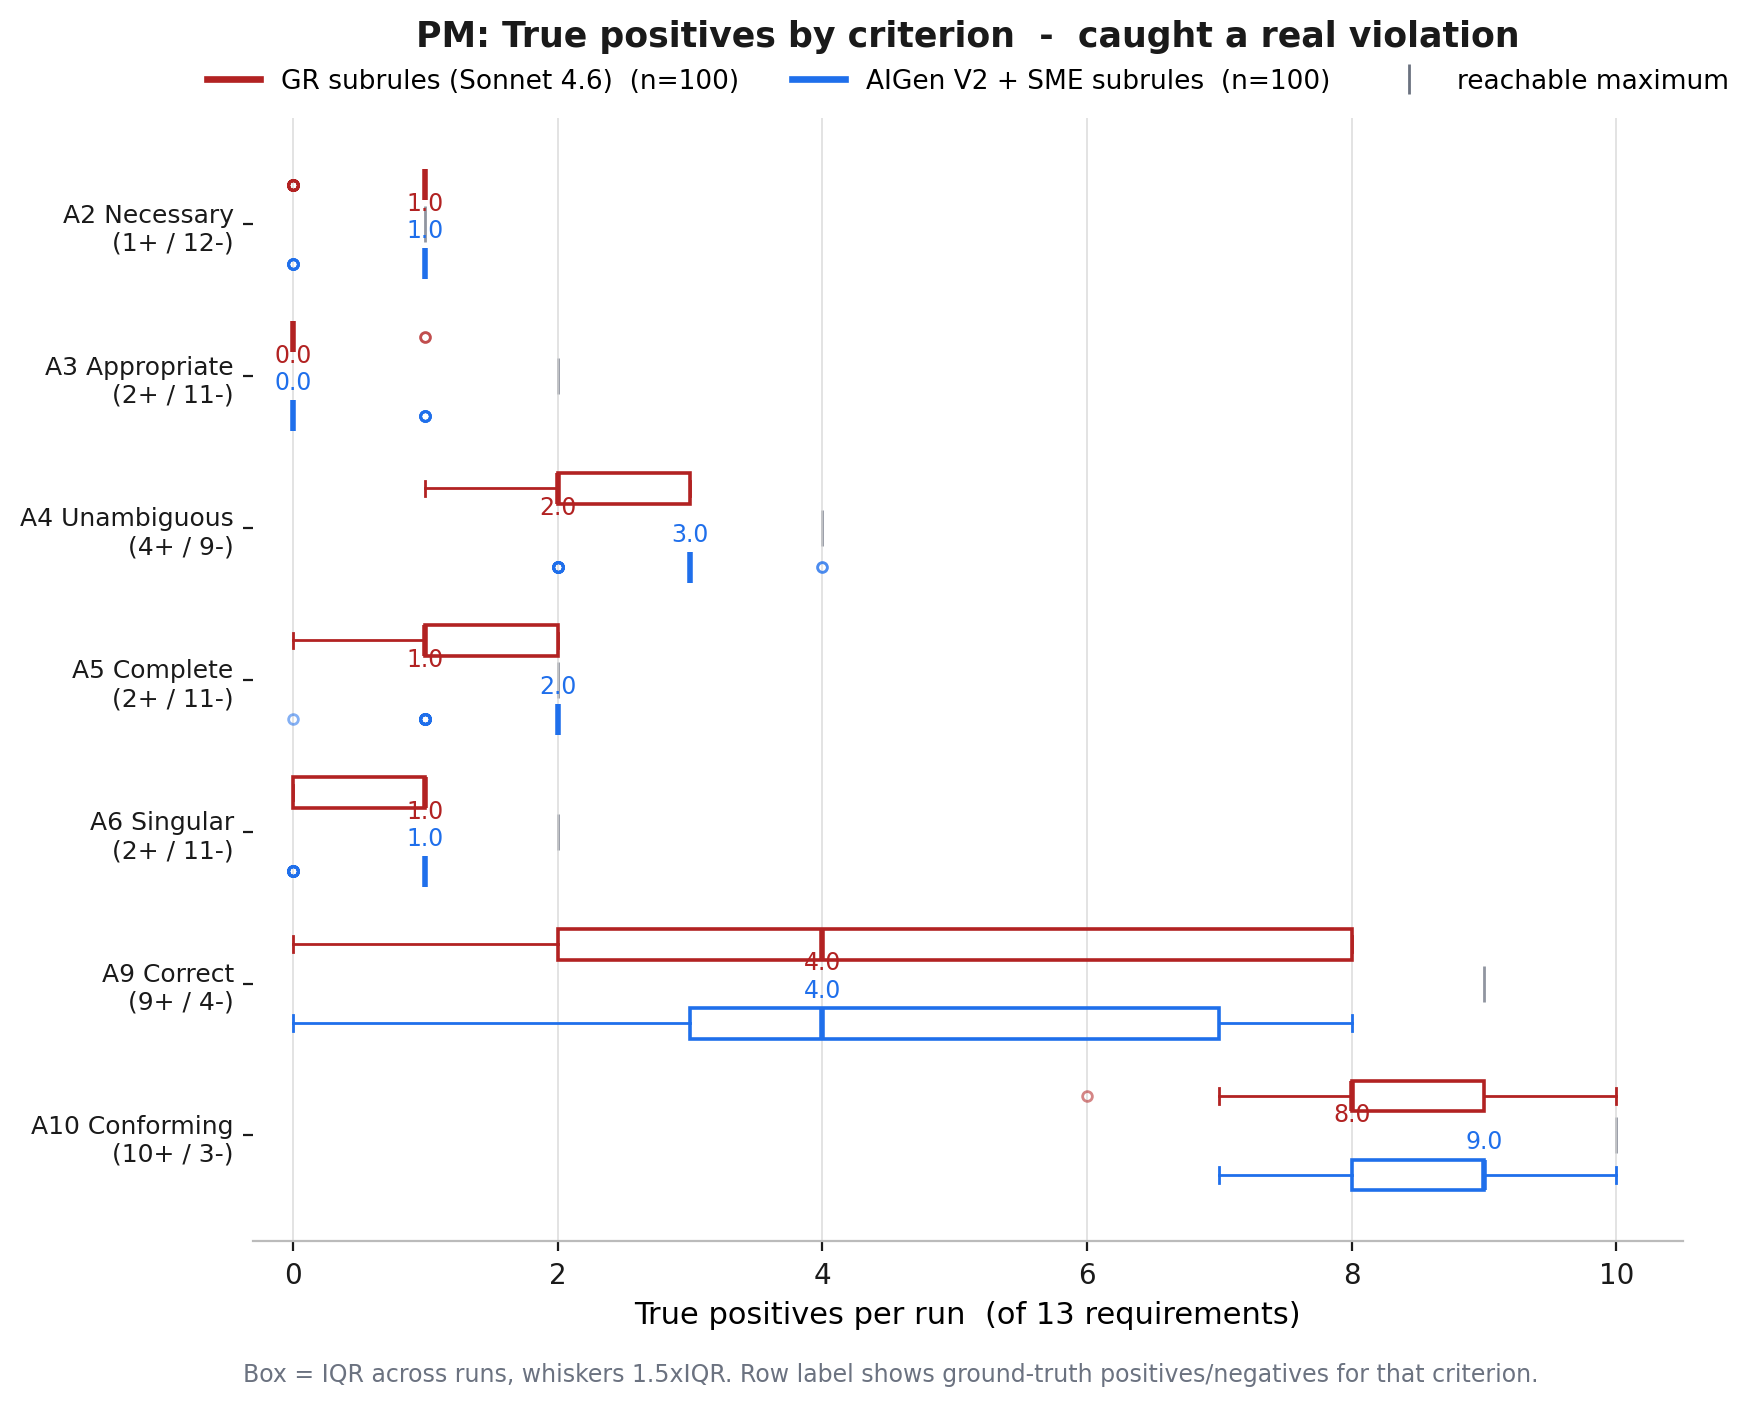 PM: True positives by criterion  -  caught a real violation
GR subrules (Sonnet 4.6)  (n=100)
AIGen V2 + SME subrules  (n=100)
reachable maximum
A2 Necessary
(1+ / 12-)
1.0
1.0
A3 Appropriate
(2+ / 11-)
0.0
0.0
A4 Unambiguous
(4+ / 9-)
2.0
3.0
A5 Complete
(2+ / 11-)
1.0
2.0
A6 Singular
(2+ / 11-)
1.0
1.0
A9 Correct
(9+ / 4-)
4.0
4.0
A10 Conforming
(10+ / 3-)
8.0
9.0
0 2 4 6 8 10
True positives per run  (of 13 requirements)
Box = IQR across runs, whiskers 1.5xIQR. Row label shows ground-truth positives/negatives for that criterion.